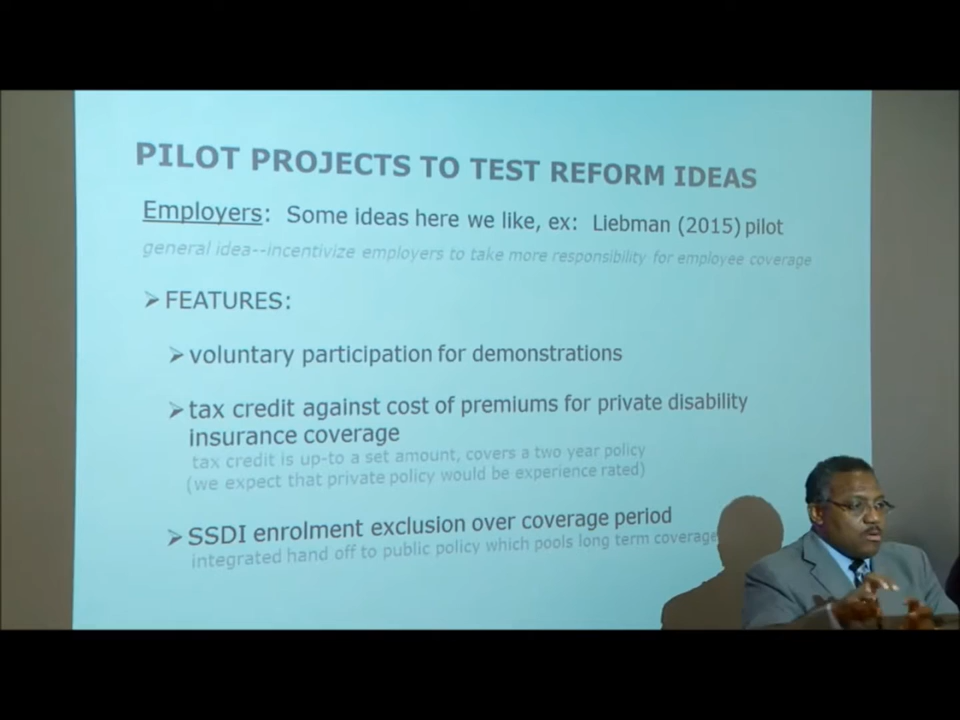 PILOT PROJECTS TO TEST REFORM IDEAS
Employers: Some ideas here we like, ex: Liebman (2015) pilot
general idea--incentivize employers to take more responsibility for employee coverage
➢ FEATURES:
➢ voluntary participation for demonstrations
➢ tax credit against cost of premiums for private disability
insurance coverage
tax credit is up-to a set amount, covers a two year policy
(we expect that private policy would be experience rated)
➢ SSDI enrolment exclusion over coverage period
integrated hand off to public policy which pools long term coverage